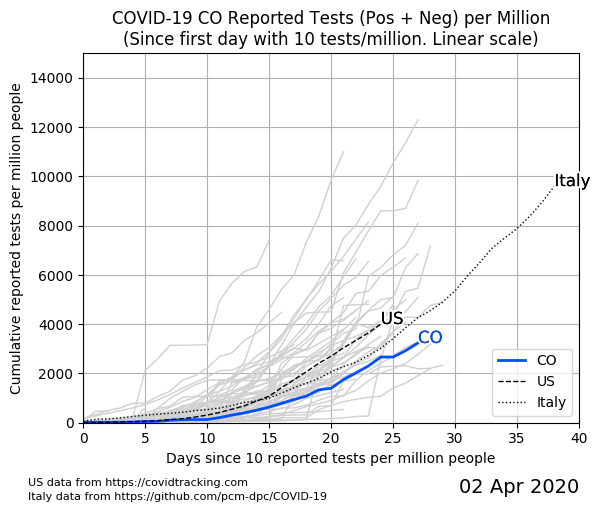 COVID-19 CO Reported Tests (Pos + Neg) per Million
(Since first day with 10 tests/million. Linear scale)
Cumulative reported tests per million people
14000
12000
10000
8000
6000
4000
2000
0
Italy
US
CO
CO
US
Italy
0 5 10 15 20 25 30 35 40
Days since 10 reported tests per million people
US data from https://covidtracking.com
Italy data from https://github.com/pcm-dpc/COVID-19
02 Apr 2020